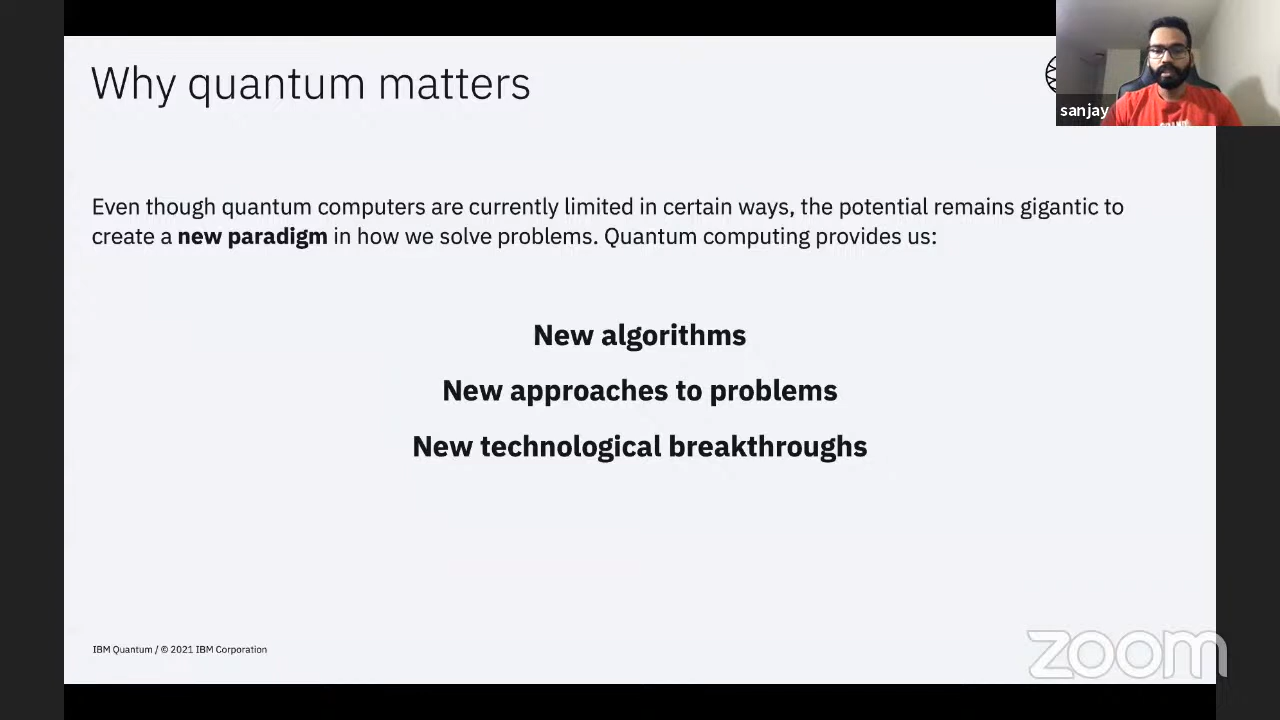 Why quantum matters
sanjay
Even though quantum computers are currently limited in certain ways, the potential remains gigantic to
create a new paradigm in how we solve problems. Quantum computing provides us:
New algorithms
New approaches to problems
New technological breakthroughs
IBM Quantum / © 2021 IBM Corporation
zoom